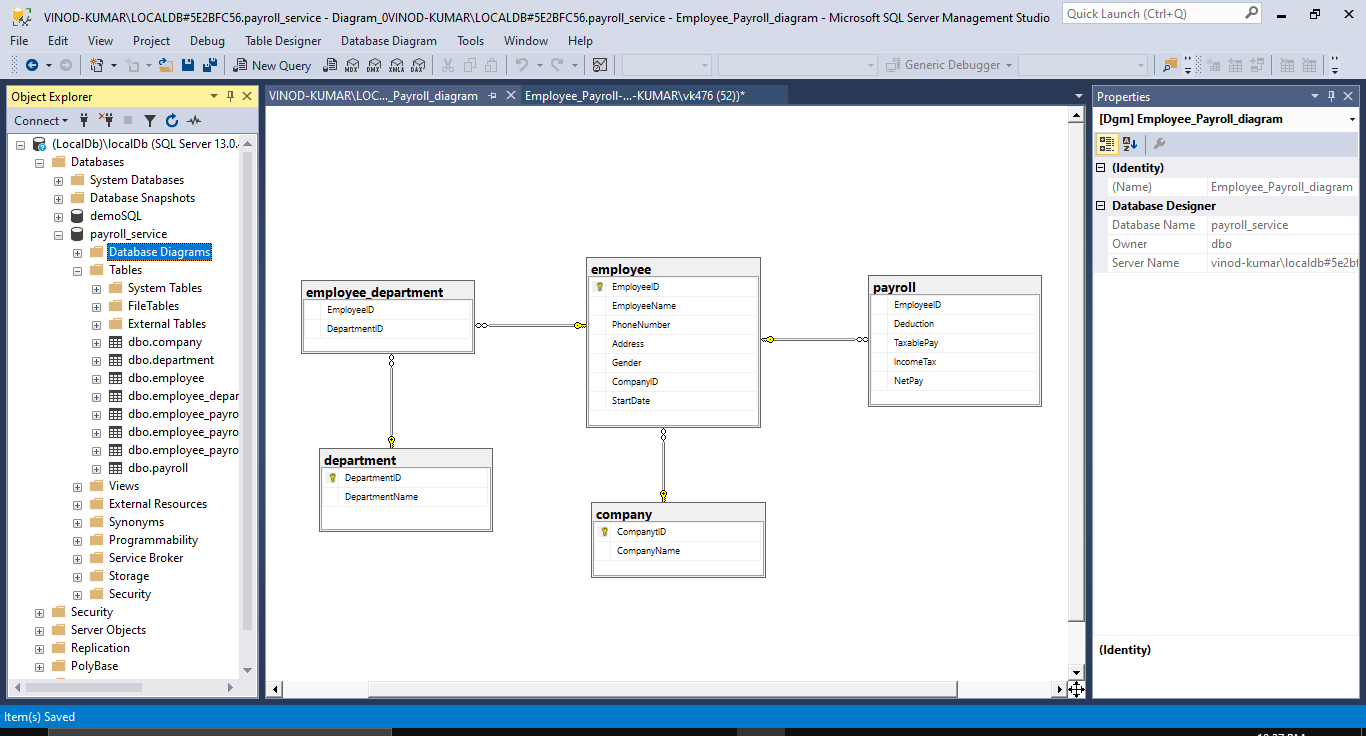 VINOD-KUMAR\LOCALDB#5E2BFC56.payroll_service - Diagram_0VINOD-KUMAR\LOCALDB#5E2BFC56.payroll_service - Employee_Payroll_diagram - Microsoft SQL Server Management Studio
Quick Launch (Ctrl+Q)
File Edit View Project Debug Table Designer Database Diagram Tools Window Help
New Query MDX DMX XMLA DAX Generic Debugger
Object Explorer
Connect
(LocalDb)\localDb (SQL Server 13.0.
Databases
System Databases
Database Snapshots
demoSQL
payroll_service
Database Diagrams
Tables
System Tables
FileTables
External Tables
dbo.company
dbo.department
dbo.employee
dbo.employee_depar
dbo.employee_payro
dbo.employee_payro
dbo.employee_payro
dbo.payroll
Views
External Resources
Synonyms
Programmability
Service Broker
Storage
Security
Security
Server Objects
Replication
PolyBase
VINOD-KUMAR\LOC..._Payroll_diagram
Employee_Payroll-...-KUMAR\vk476 (52))*
employee_department
EmployeeID
DepartmentID
department
DepartmentID
DepartmentName
employee
EmployeeID
EmployeeName
PhoneNumber
Address
Gender
CompanyID
StartDate
company
CompanytID
CompanyName
payroll
EmployeeID
Deduction
TaxablePay
IncomeTax
NetPay
Properties
[Dgm] Employee_Payroll_diagram
(Identity)
(Name) Employee_Payroll_diagram
Database Designer
Database Name payroll_service
Owner dbo
Server Name vinod-kumar\localdb#5e2bf
(Identity)
Item(s) Saved